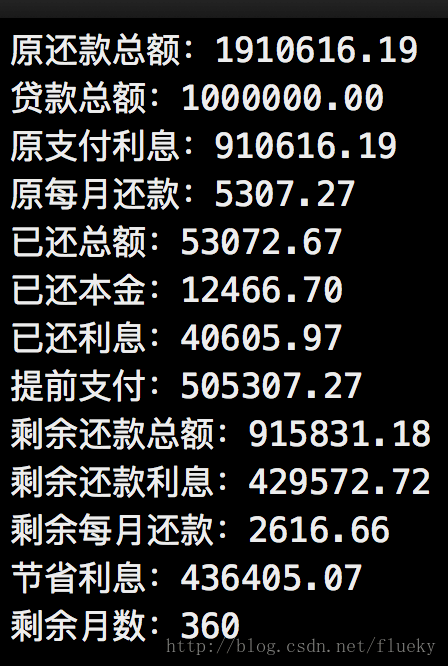 原还款总额：1910616.19
贷款总额：1000000.00
原支付利息：910616.19
原每月还款：5307.27
已还总额：53072.67
已还本金：12466.70
已还利息：40605.97
提前支付：505307.27
剩余还款总额：915831.18
剩余还款利息：429572.72
剩余每月还款：2616.66
节省利息：436405.07
剩余月数：360
http://blog.csdn.net/flueky